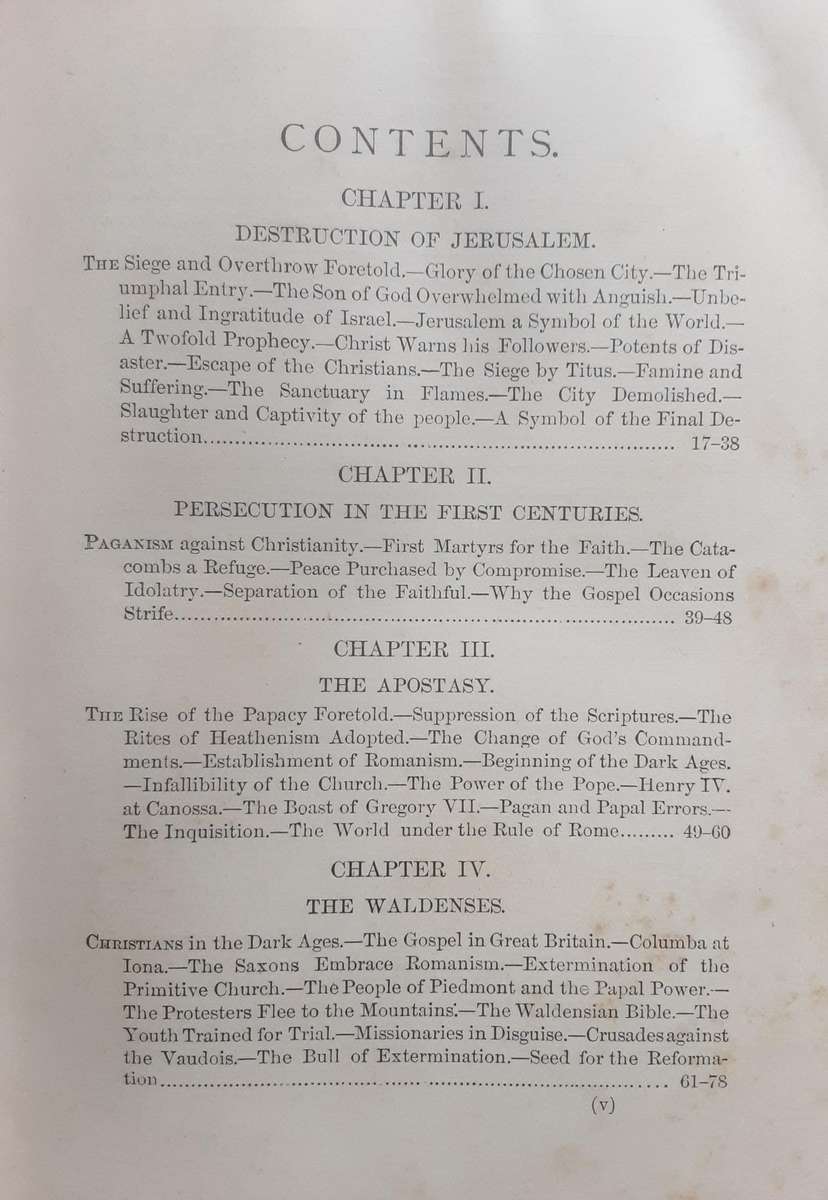 CONTENTS.
CHAPTER I.
DESTRUCTION OF JERUSALEM.
THE Siege and Overthrow Foretold.—Glory of the Chosen City.—The Tri-
umphal Entry.—The Son of God Overwhelmed with Anguish.—Unbe-
lief and Ingratitude of Israel.—Jerusalem a Symbol of the World.—
A Twofold Prophecy.—Christ Warns his Followers.—Potents of Dis-
aster.—Escape of the Christians.—The Siege by Titus.—Famine and
Suffering.—The Sanctuary in Flames.—The City Demolished.—
Slaughter and Captivity of the people.—A Symbol of the Final De-
struction.......................................................................... 17–38
CHAPTER II.
PERSECUTION IN THE FIRST CENTURIES.
PAGANISM against Christianity.—First Martyrs for the Faith.—The Cata-
combs a Refuge.—Peace Purchased by Compromise.—The Leaven of
Idolatry.—Separation of the Faithful.—Why the Gospel Occasions
Strife............................................................................... 39–48
CHAPTER III.
THE APOSTASY.
THE Rise of the Papacy Foretold.—Suppression of the Scriptures.—The
Rites of Heathenism Adopted.—The Change of God's Command-
ments.—Establishment of Romanism.—Beginning of the Dark Ages.
—Infallibility of the Church.—The Power of the Pope.—Henry IV.
at Canossa.—The Boast of Gregory VII.—Pagan and Papal Errors.—
The Inquisition.—The World under the Rule of Rome......... 49–60
CHAPTER IV.
THE WALDENSES.
CHRISTIANS in the Dark Ages.—The Gospel in Great Britain.—Columba at
Iona.—The Saxons Embrace Romanism.—Extermination of the
Primitive Church.—The People of Piedmont and the Papal Power.—
The Protesters Flee to the Mountains.—The Waldensian Bible.—The
Youth Trained for Trial.—Missionaries in Disguise.—Crusades against
the Vaudois.—The Bull of Extermination.—Seed for the Reforma-
tion................................................................................. 61–78
(v)